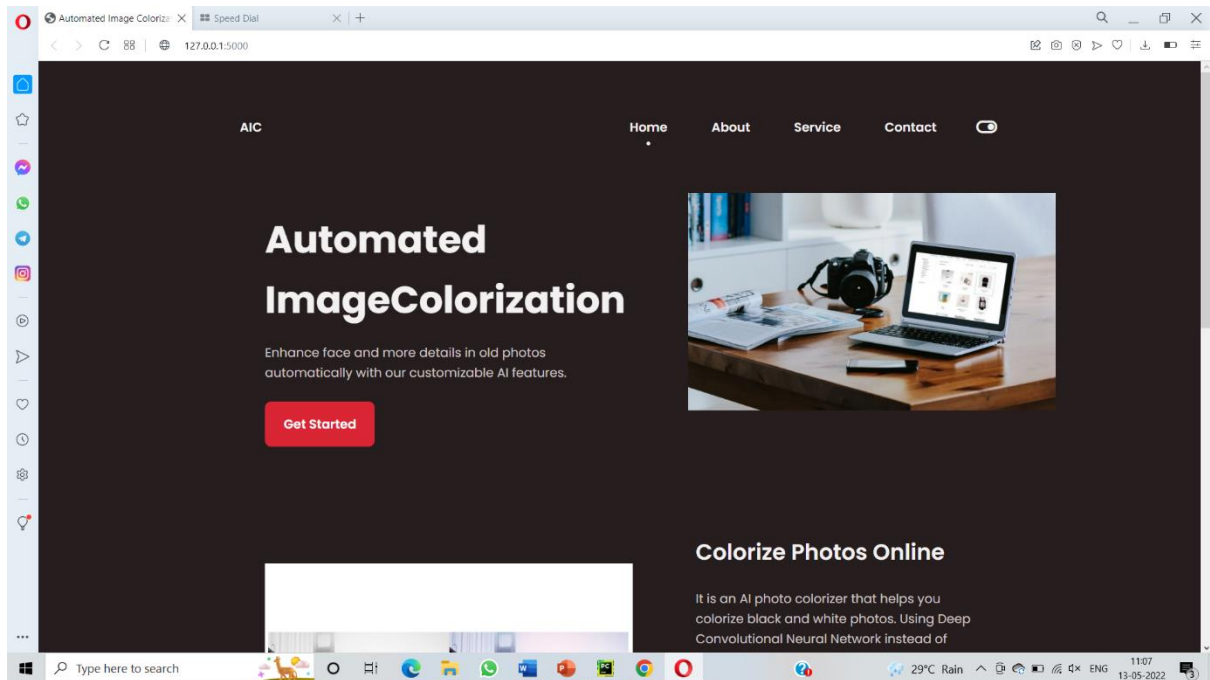 Automated Image Coloriza
Speed Dial
127.0.0.1:5000
AIC
Home About Service Contact
Automated
ImageColorization
Enhance face and more details in old photos
automatically with our customizable AI features.
Get Started
Colorize Photos Online
It is an AI photo colorizer that helps you
colorize black and white photos. Using Deep
Convolutional Neural Network instead of
Type here to search
29°C Rain
ENG
11:07
13-05-2022